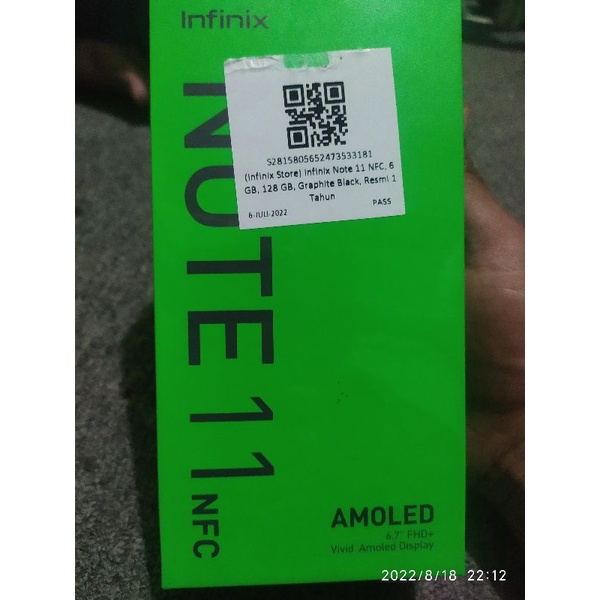 Infinix
S2815805652473533181
(Infinix Store) Infinix Note 11 NFC, 6
GB, 128 GB, Graphite Black, Resmi 1
Tahun
6-JULI-2022 PASS
NOTE 11 NFC
AMOLED
6.7" FHD+
Vivid Amoled Display
2022/8/18 22:12